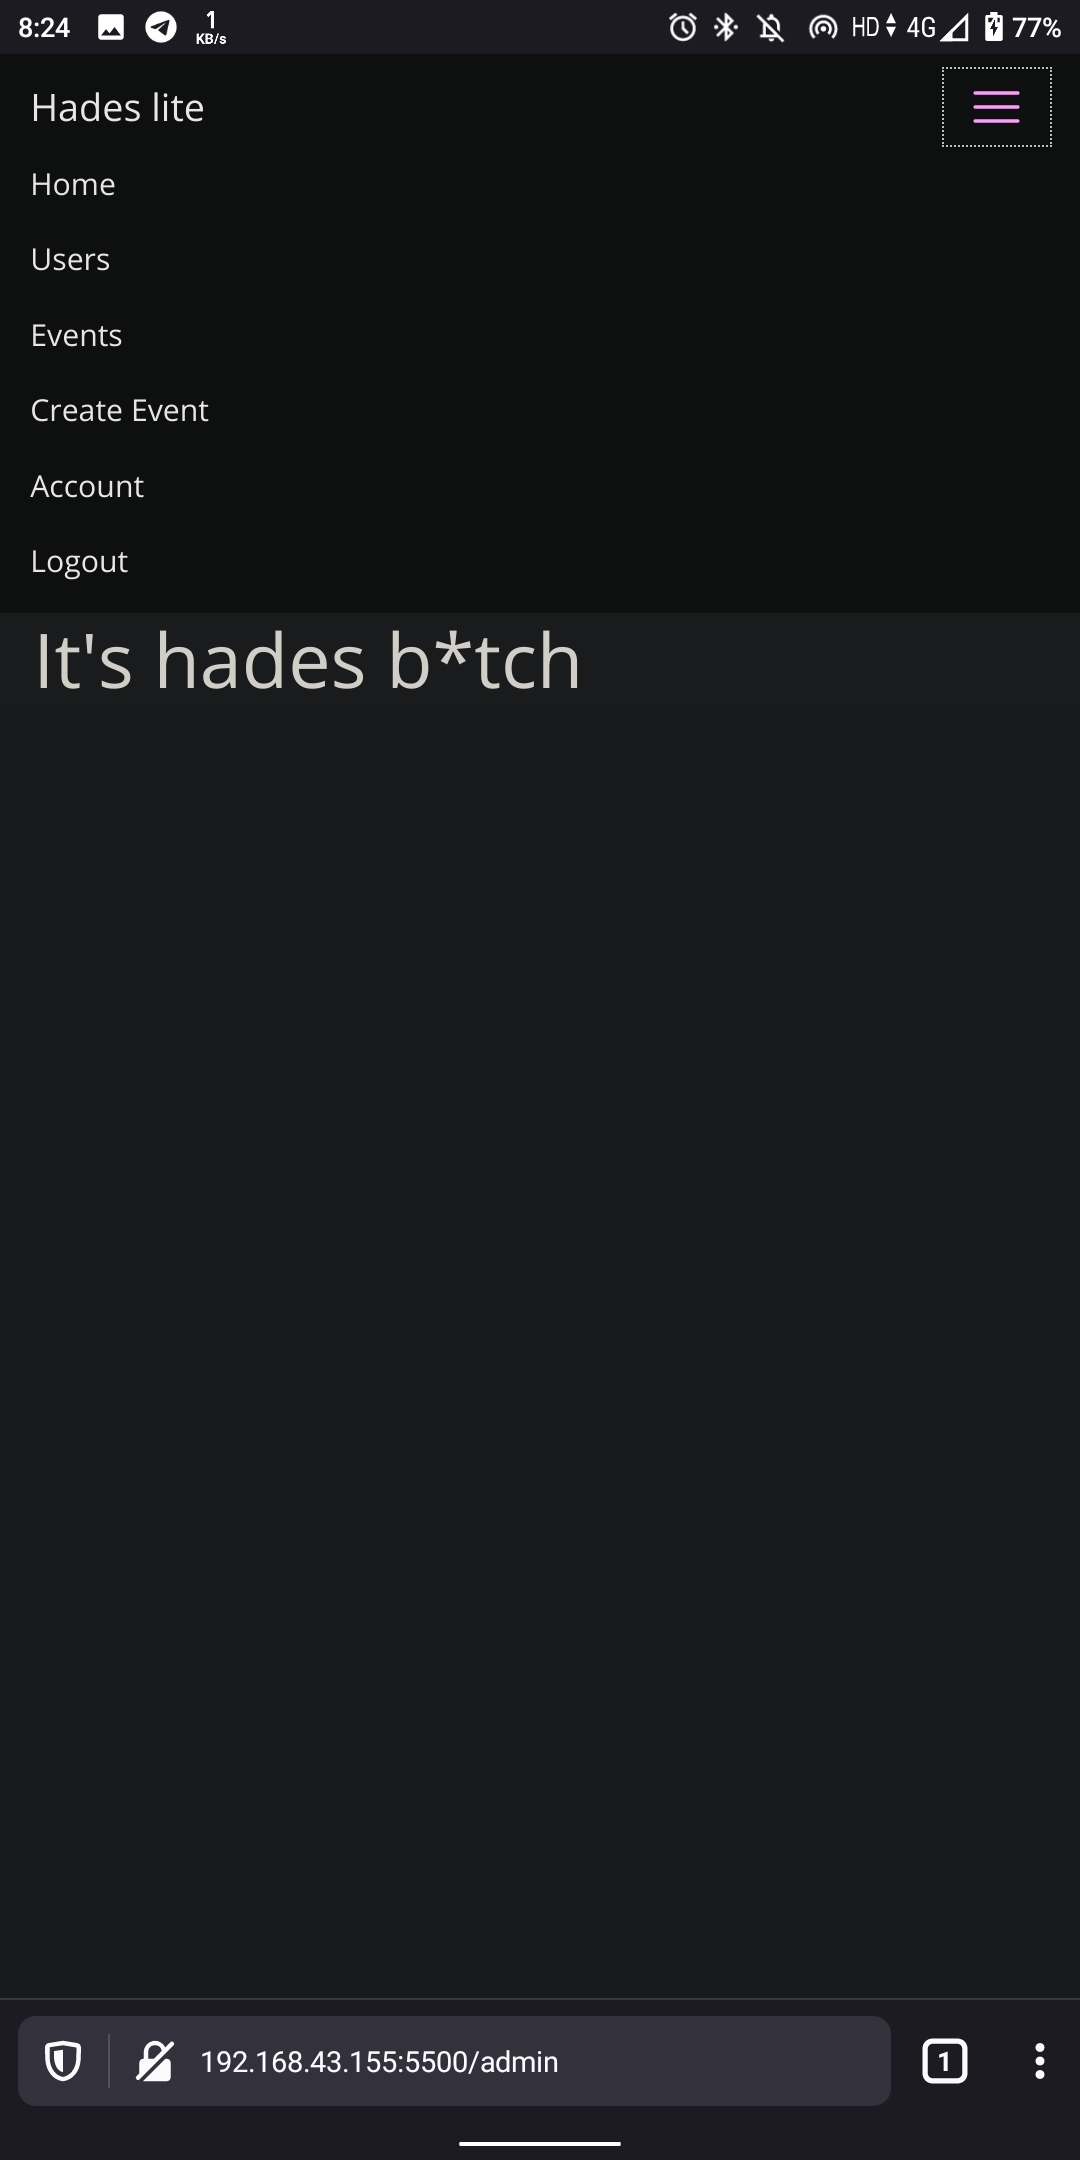 8:24 1 KB/s HD 4G 77%
Hades lite
Home
Users
Events
Create Event
Account
Logout
It's hades b*tch
192.168.43.155:5500/admin 1